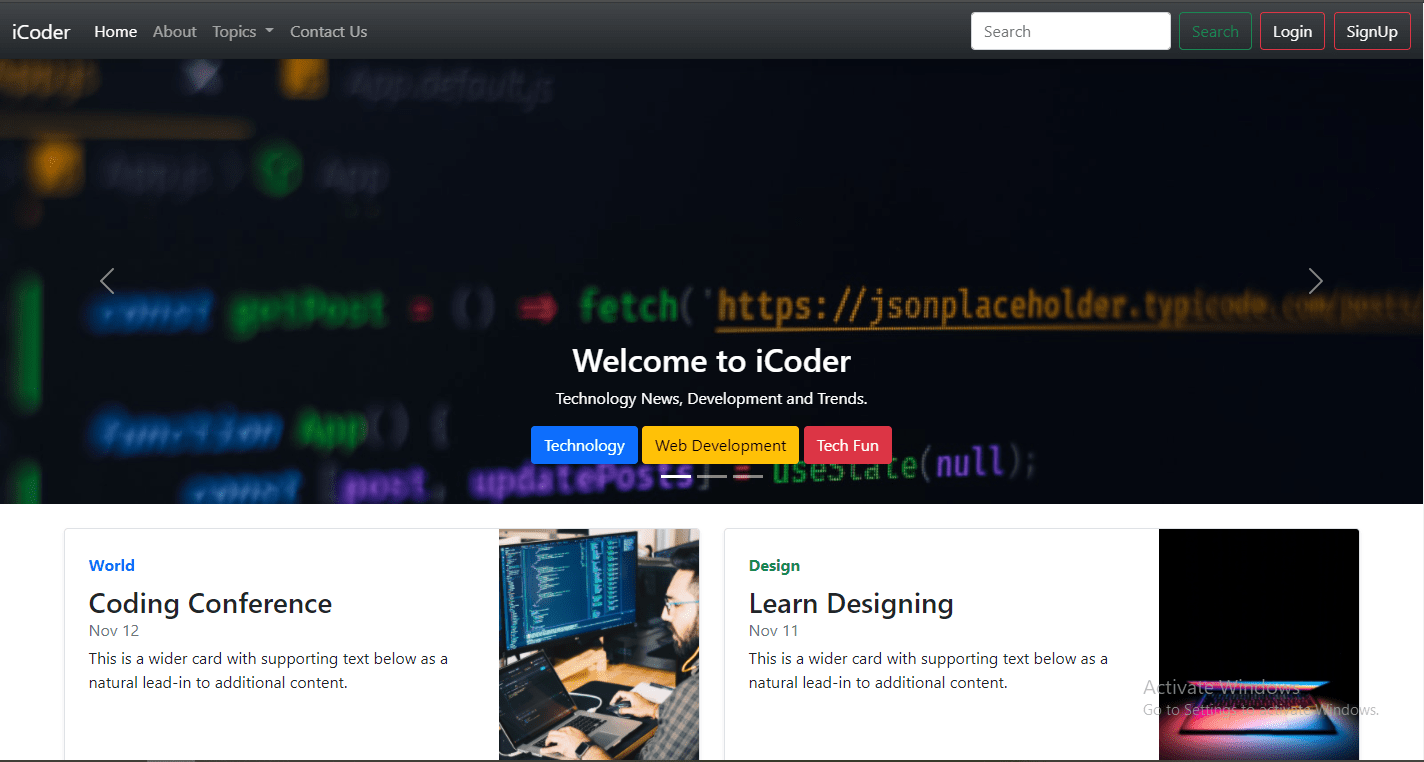 iCoder Home About Topics Contact Us Search Search Login SignUp
App.default.js
App.js App
const getPost = () => fetch('https://jsonplaceholder.typicode.com/posts
Welcome to iCoder
Technology News, Development and Trends.
function App() {
Technology Web Development Tech Fun
const [post, updatePosts] = useState(null);
World
Coding Conference
Nov 12
This is a wider card with supporting text below as a
natural lead-in to additional content.
Design
Learn Designing
Nov 11
This is a wider card with supporting text below as a
natural lead-in to additional content.
Activate Windows
Go to Settings to activate Windows.